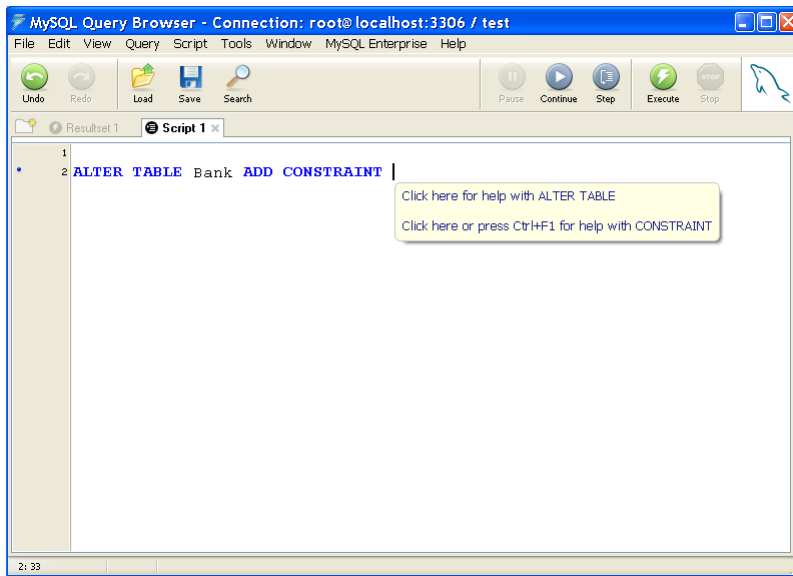 MySQL Query Browser - Connection: root@localhost:3306 / test
File Edit View Query Script Tools Window MySQL Enterprise Help
Undo Redo Load Save Search Pause Continue Step Execute Stop
STOP
Resultset 1 Script 1
1
2 ALTER TABLE Bank ADD CONSTRAINT
Click here for help with ALTER TABLE
Click here or press Ctrl+F1 for help with CONSTRAINT
2: 33